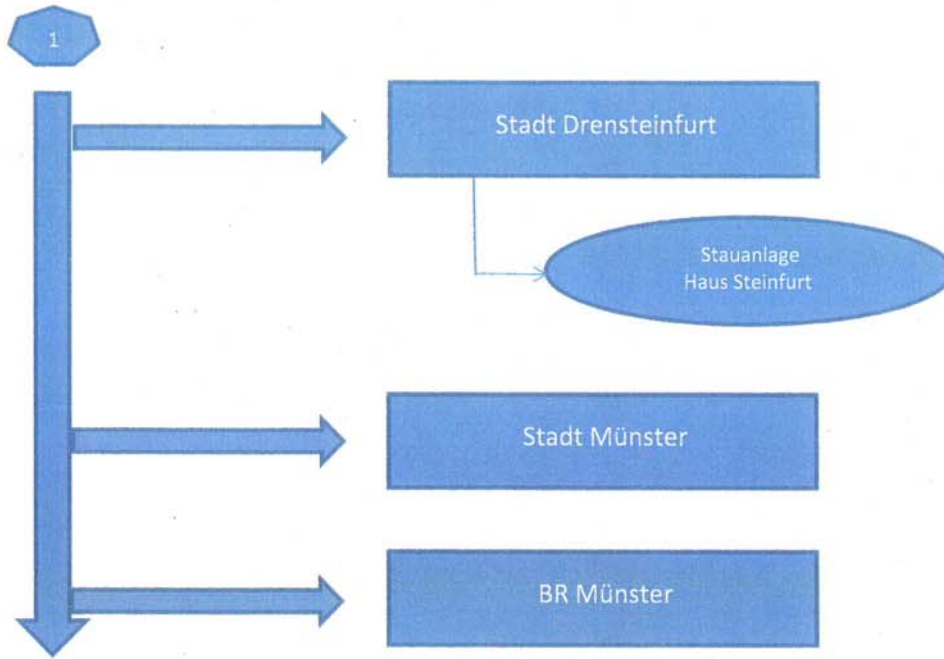 1
Stadt Drensteinfurt
Stauanlage
Haus Steinfurt
Stadt Münster
BR Münster